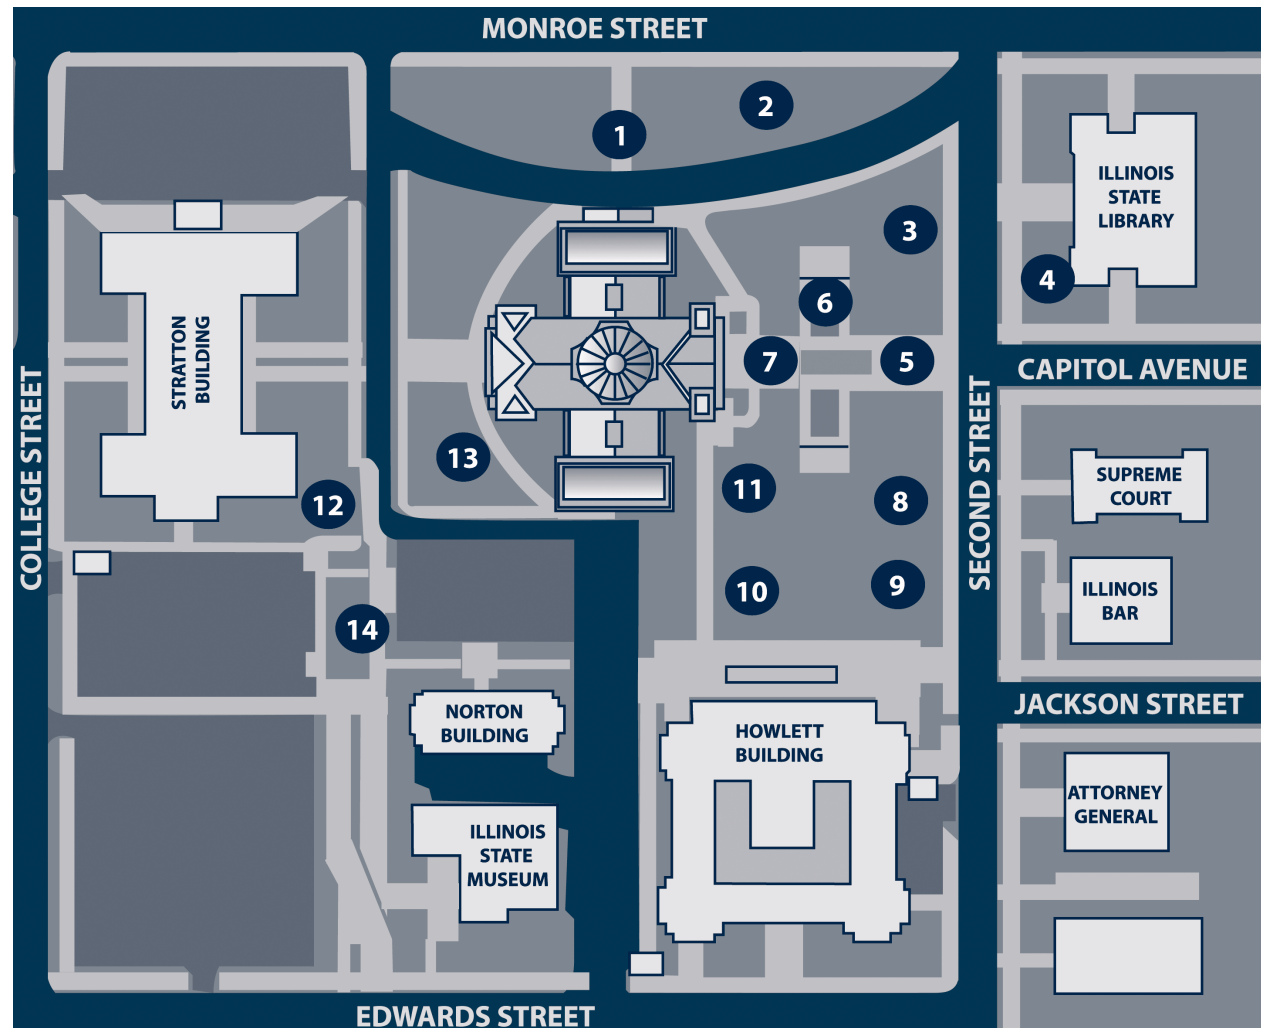 MONROE STREET
2
1
ILLINOIS
STATE
LIBRARY
3
4
6
STRATTON
BUILDING
7
5
CAPITOL AVENUE
COLLEGE STREET
SECOND STREET
13
11
8
12
SUPREME
COURT
10
9
ILLINOIS
BAR
14
NORTON
BUILDING
HOWLETT
BUILDING
JACKSON STREET
ATTORNEY
GENERAL
ILLINOIS
STATE
MUSEUM
EDWARDS STREET